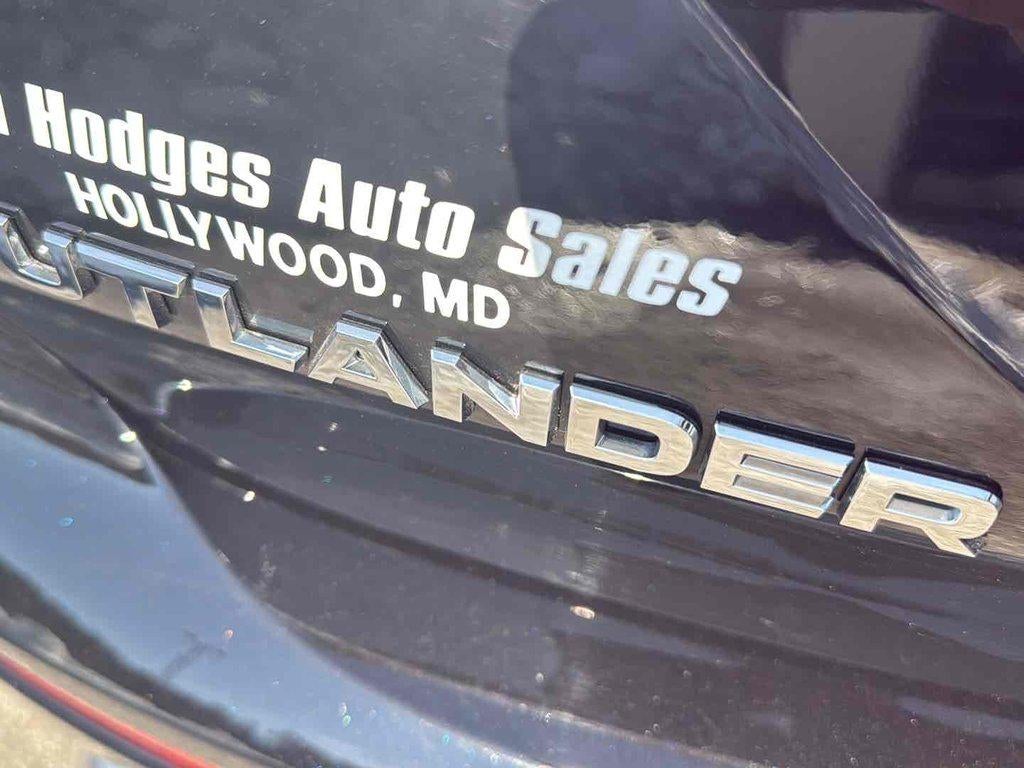 Hodges Auto Sales
HOLLYWOOD, MD
UTLANDER